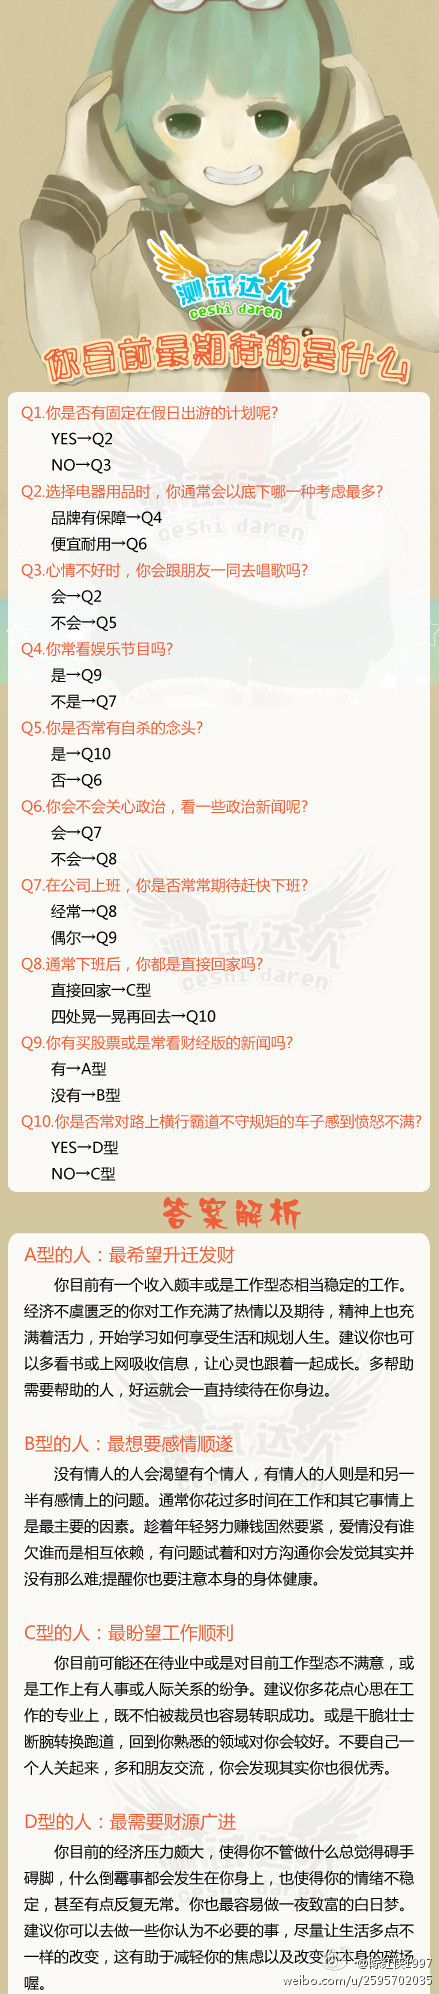 测试达人
ceshi daren
你目前最期待的是什么
Q1.你是否有固定在假日出游的计划呢?
YES→Q2
NO→Q3
Q2.选择电器用品时，你通常会以底下哪一种考虑最多?
品牌有保障→Q4
便宜耐用→Q6
Q3.心情不好时，你会跟朋友一同去唱歌吗?
会→Q2
不会→Q5
Q4.你常看娱乐节目吗?
是→Q9
不是→Q7
Q5.你是否常有自杀的念头?
是→Q10
否→Q6
Q6.你会不会关心政治，看一些政治新闻呢?
会→Q7
不会→Q8
Q7.在公司上班，你是否常常期待赶快下班?
经常→Q8
偶尔→Q9
Q8.通常下班后，你都是直接回家吗?
直接回家→C型
四处晃一晃再回去→Q10
Q9.你有买股票或是常看财经版的新闻吗?
有→A型
没有→B型
Q10.你是否常对路上横行霸道不守规矩的车子感到愤怒不满?
YES→D型
NO→C型
答案解析
A型的人：最希望升迁发财
你目前有一个收入颇丰或是工作型态相当稳定的工作。
经济不虞匮乏的你对工作充满了热情以及期待，精神上也充
满着活力，开始学习如何享受生活和规划人生。建议你也可
以多看书或上网吸收信息，让心灵也跟着一起成长。多帮助
需要帮助的人，好运就会一直持续待在你身边。
B型的人：最想要感情顺遂
没有情人的人会渴望有个情人，有情人的人则是和另一
半有感情上的问题。通常你花过多时间在工作和其它事情上
是最主要的因素。趁着年轻努力赚钱固然要紧，爱情没有谁
欠谁而是相互依赖，有问题试着和对方沟通你会发觉其实并
没有那么难;提醒你也要注意本身的身体健康。
C型的人：最盼望工作顺利
你目前可能还在待业中或是对目前工作型态不满意，或
是工作上有人事或人际关系的纷争。建议你多花点心思在工
作的专业上，既不怕被裁员也容易转职成功。或是干脆壮士
断腕转换跑道，回到你熟悉的领域对你会较好。不要自己一
个人关起来，多和朋友交流，你会发现其实你也很优秀。
D型的人：最需要财源广进
你目前的经济压力颇大，使得你不管做什么总觉得碍手
碍脚，什么倒霉事都会发生在你身上，也使得你的情绪不稳
定，甚至有点反复无常。你也最容易做一夜致富的白日梦。
建议你可以去做一些你认为不必要的事，尽量让生活多点不
一样的改变，这有助于减轻你的焦虑以及改变你本身的磁场
喔。
@陈红侠1997
weibo.com/u/2595702035